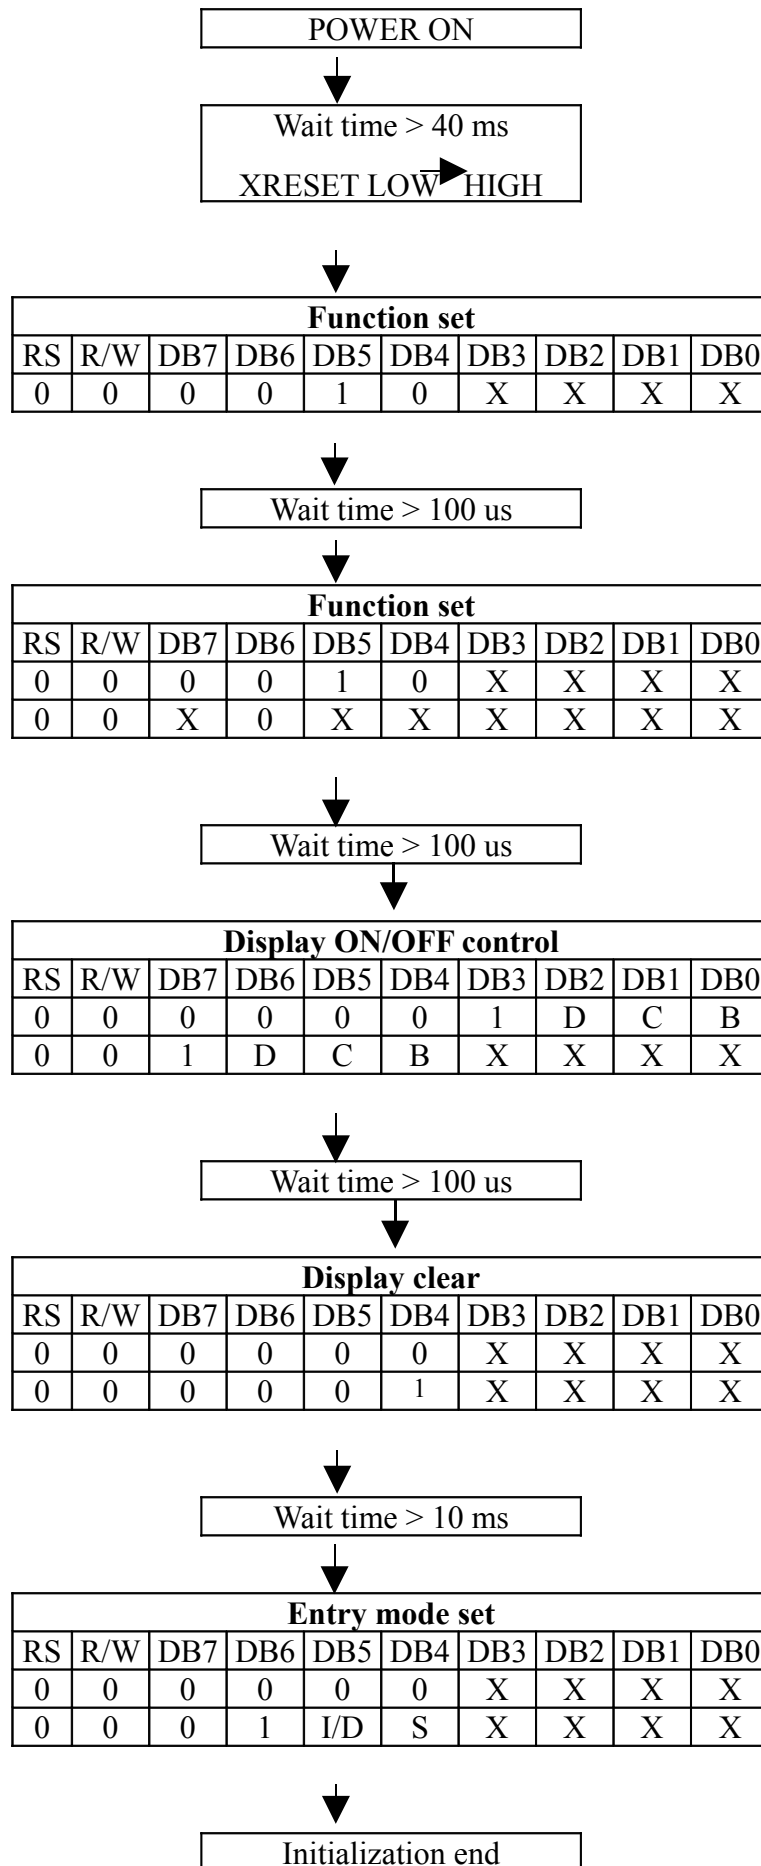 POWER ON
Wait time > 40 ms
XRESET LOW HIGH
Function set
RS R/W DB7 DB6 DB5 DB4 DB3 DB2 DB1 DB0
0 0 0 0 1 0 X X X X
Wait time > 100 us
Function set
RS R/W DB7 DB6 DB5 DB4 DB3 DB2 DB1 DB0
0 0 0 0 1 0 X X X X
0 0 X 0 X X X X X X
Wait time > 100 us
Display ON/OFF control
RS R/W DB7 DB6 DB5 DB4 DB3 DB2 DB1 DB0
0 0 0 0 0 0 1 D C B
0 0 1 D C B X X X X
Wait time > 100 us
Display clear
RS R/W DB7 DB6 DB5 DB4 DB3 DB2 DB1 DB0
0 0 0 0 0 0 X X X X
0 0 0 0 0 1 X X X X
Wait time > 10 ms
Entry mode set
RS R/W DB7 DB6 DB5 DB4 DB3 DB2 DB1 DB0
0 0 0 0 0 0 X X X X
0 0 0 1 I/D S X X X X
Initialization end